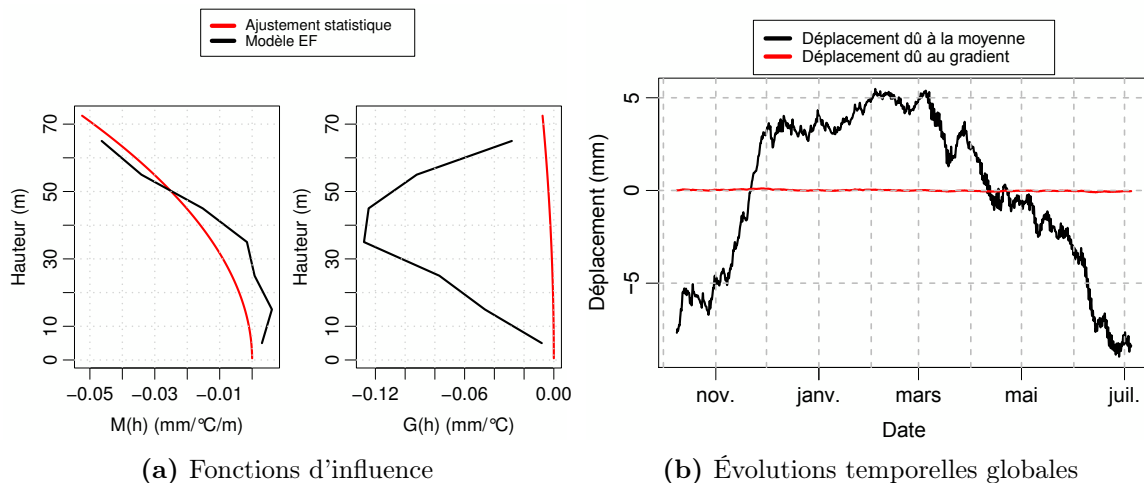 Ajustement statistique
Modèle EF
Hauteur (m)
0 10 30 50 70
−0.05 −0.03 −0.01
M(h) (mm/°C/m)
Hauteur (m)
0 10 30 50 70
−0.12 −0.06 0.00
G(h) (mm/°C)
(a) Fonctions d'influence
Déplacement dû à la moyenne
Déplacement dû au gradient
Déplacement (mm)
−5 0 5
nov. janv. mars mai juil.
Date
(b) Évolutions temporelles globales